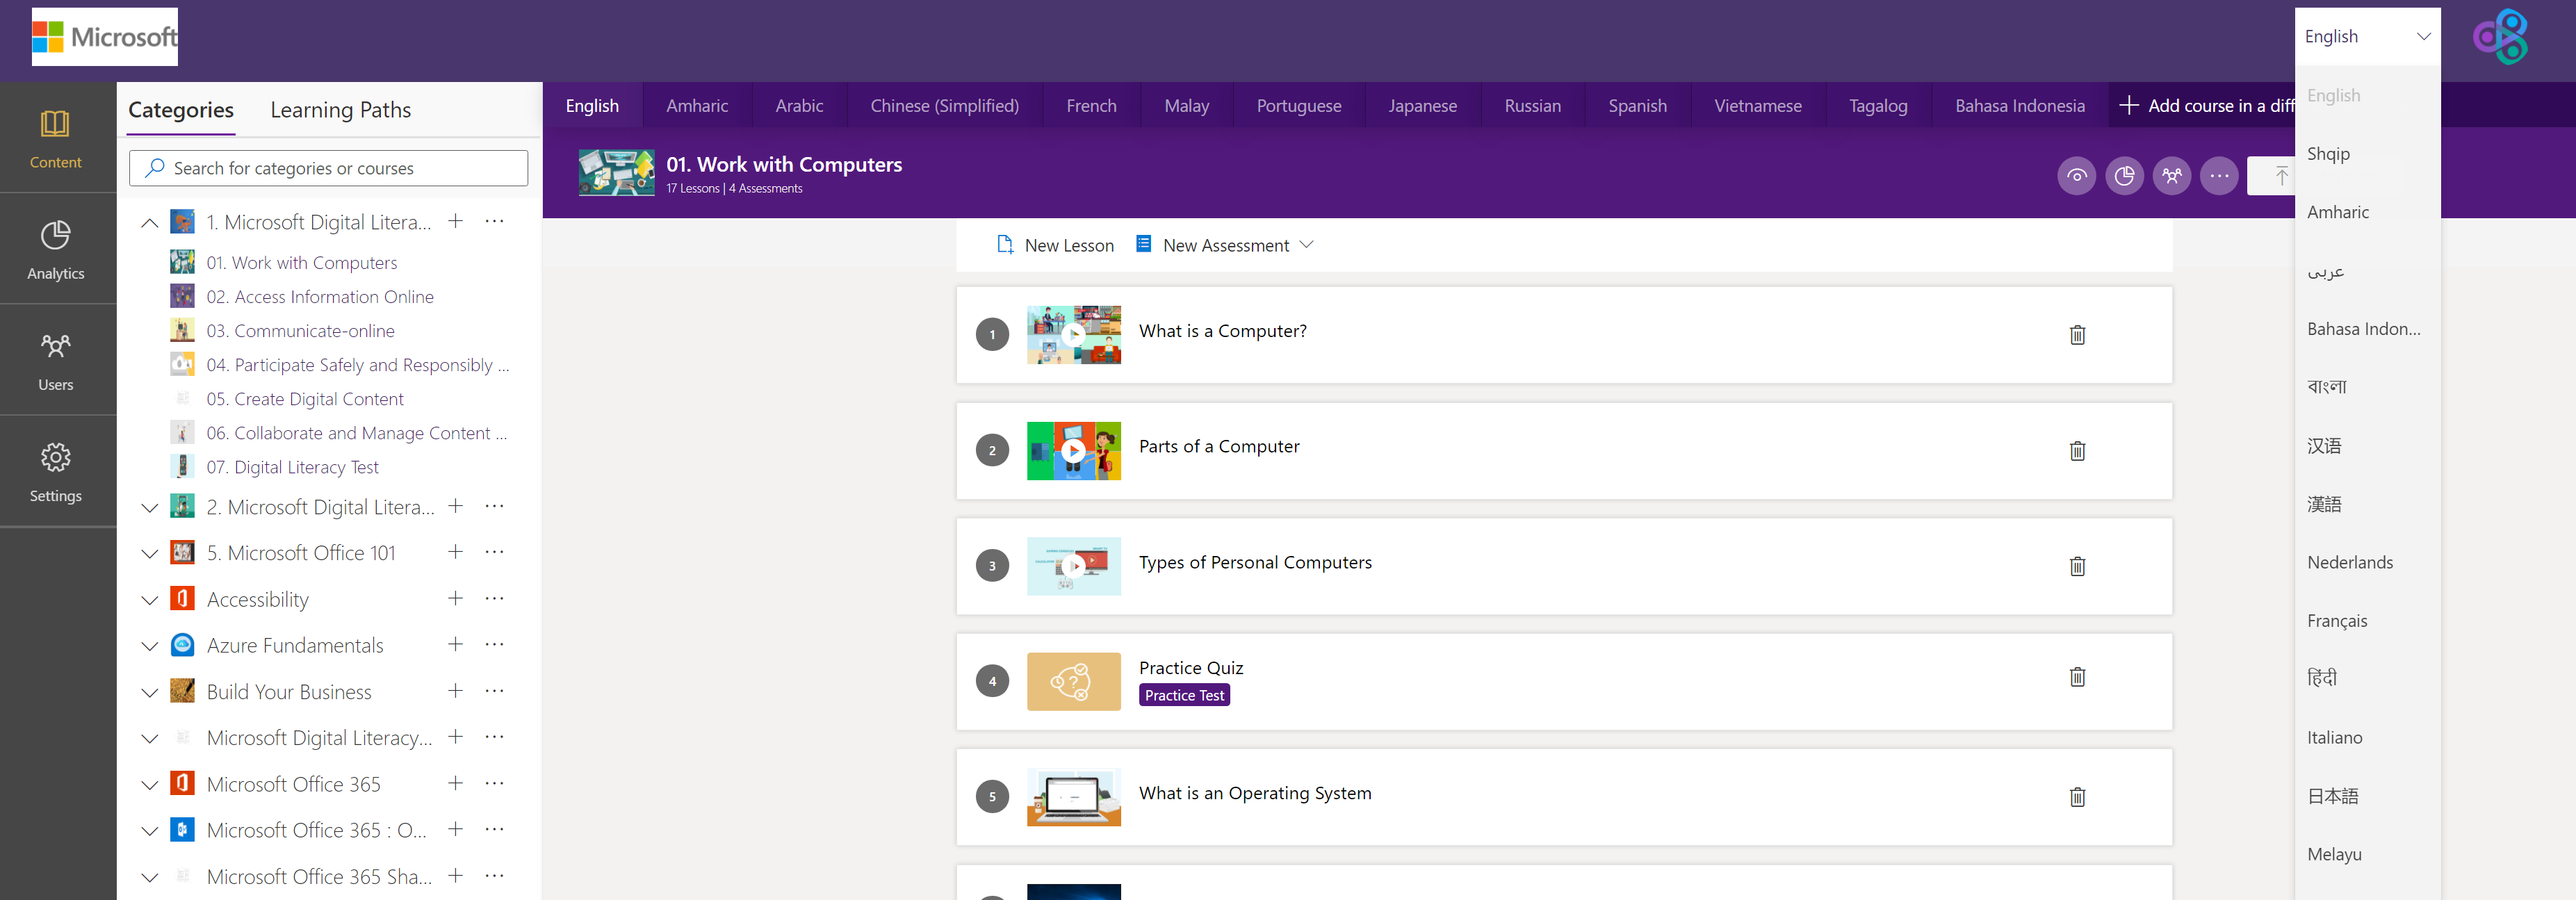 Microsoft
English
Content
Analytics
Users
Settings
Categories
Learning Paths
Search for categories or courses
1. Microsoft Digital Litera...
01. Work with Computers
02. Access Information Online
03. Communicate-online
04. Participate Safely and Responsibly ...
05. Create Digital Content
06. Collaborate and Manage Content ...
07. Digital Literacy Test
2. Microsoft Digital Litera...
5. Microsoft Office 101
Accessibility
Azure Fundamentals
Build Your Business
Microsoft Digital Literacy...
Microsoft Office 365
Microsoft Office 365 : O...
Microsoft Office 365 Sha...
English Amharic Arabic Chinese (Simplified) French Malay Portuguese Japanese Russian Spanish Vietnamese Tagalog Bahasa Indonesia Add course in a diff
01. Work with Computers
17 Lessons | 4 Assessments
New Lesson New Assessment
1 What is a Computer?
2 Parts of a Computer
3 Types of Personal Computers
4 Practice Quiz
Practice Test
5 What is an Operating System
English
Shqip
Amharic
عربى
Bahasa Indon...
বাংলা
汉语
漢語
Nederlands
Français
हिंदी
Italiano
日本語
Melayu